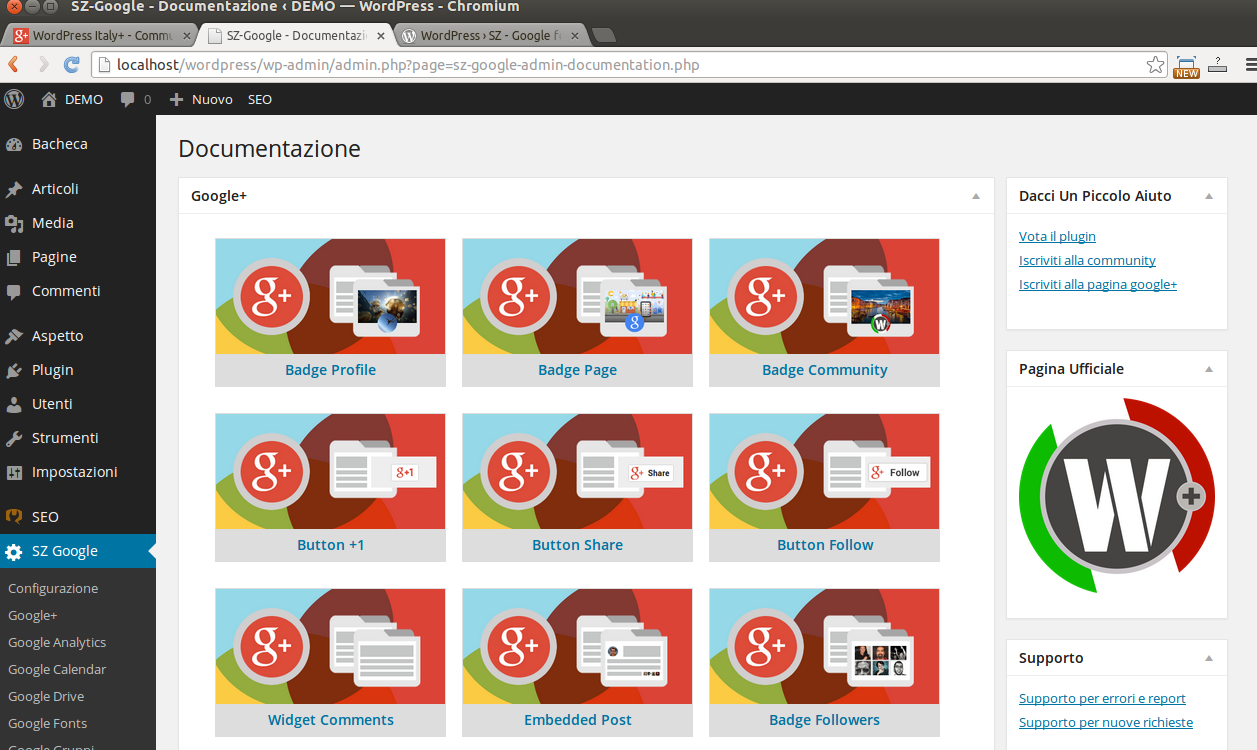 SZ-Google - Documentazione ‹ DEMO — WordPress - Chromium
WordPress Italy+ - Commu
SZ-Google - Documentazi
WordPress › SZ - Google f
localhost/wordpress/wp-admin/admin.php?page=sz-google-admin-documentation.php
NEW
DEMO
0
Nuovo
SEO
Bacheca
Articoli
Media
Pagine
Commenti
Aspetto
Plugin
Utenti
Strumenti
Impostazioni
SEO
SZ Google
Configurazione
Google+
Google Analytics
Google Calendar
Google Drive
Google Fonts
Google Gruppi
Documentazione
Google+
g+
g+
g+
Badge Profile
Badge Page
Badge Community
g+
g+1
g+
g+ Share
g+
g+ Follow
Button +1
Button Share
Button Follow
g+
g+
g+
Widget Comments
Embedded Post
Badge Followers
Dacci Un Piccolo Aiuto
Vota il plugin
Iscriviti alla community
Iscriviti alla pagina google+
Pagina Ufficiale
W+
Supporto
Supporto per errori e report
Supporto per nuove richieste